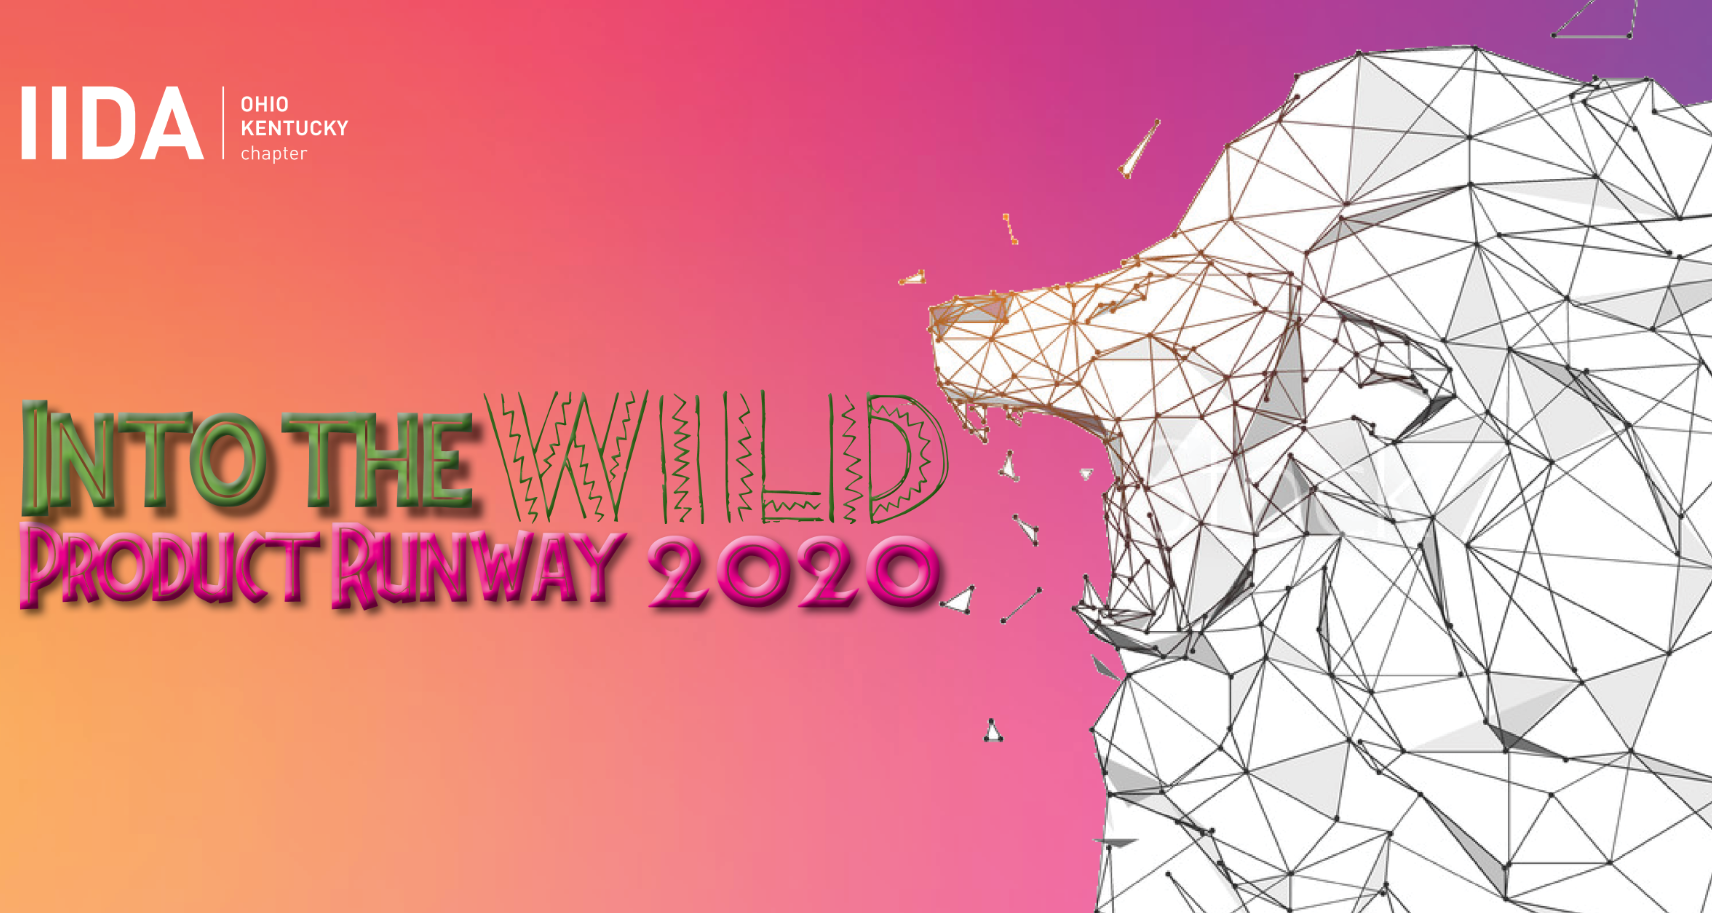 IIDA
OHIO
KENTUCKY
chapter
INTO THE WILD
PRODUCT RUNWAY 2020